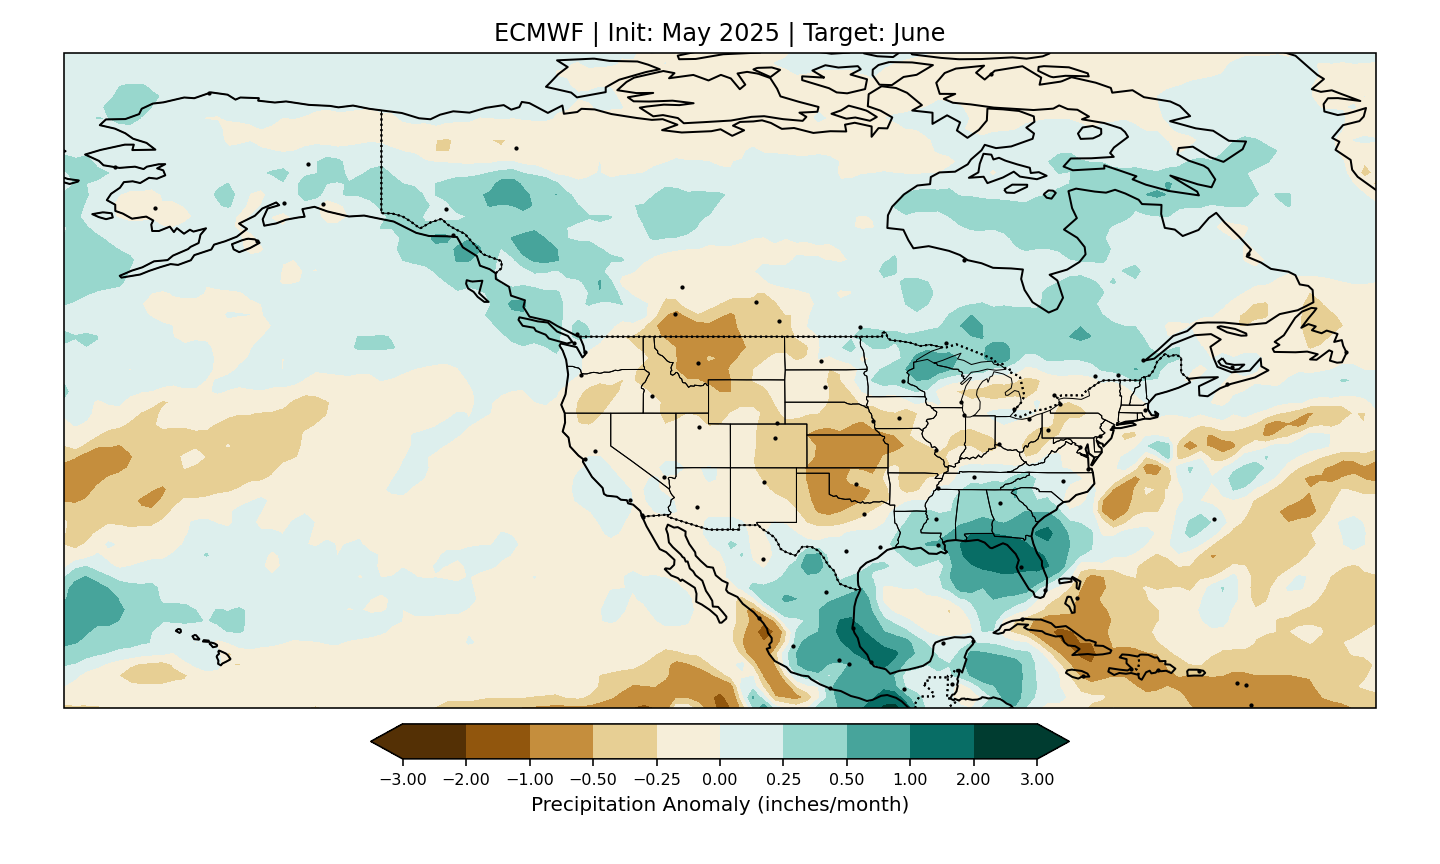 ECMWF | Init: May 2025 | Target: June
−3.00 −2.00 −1.00 −0.50 −0.25 0.00 0.25 0.50 1.00 2.00 3.00
Precipitation Anomaly (inches/month)